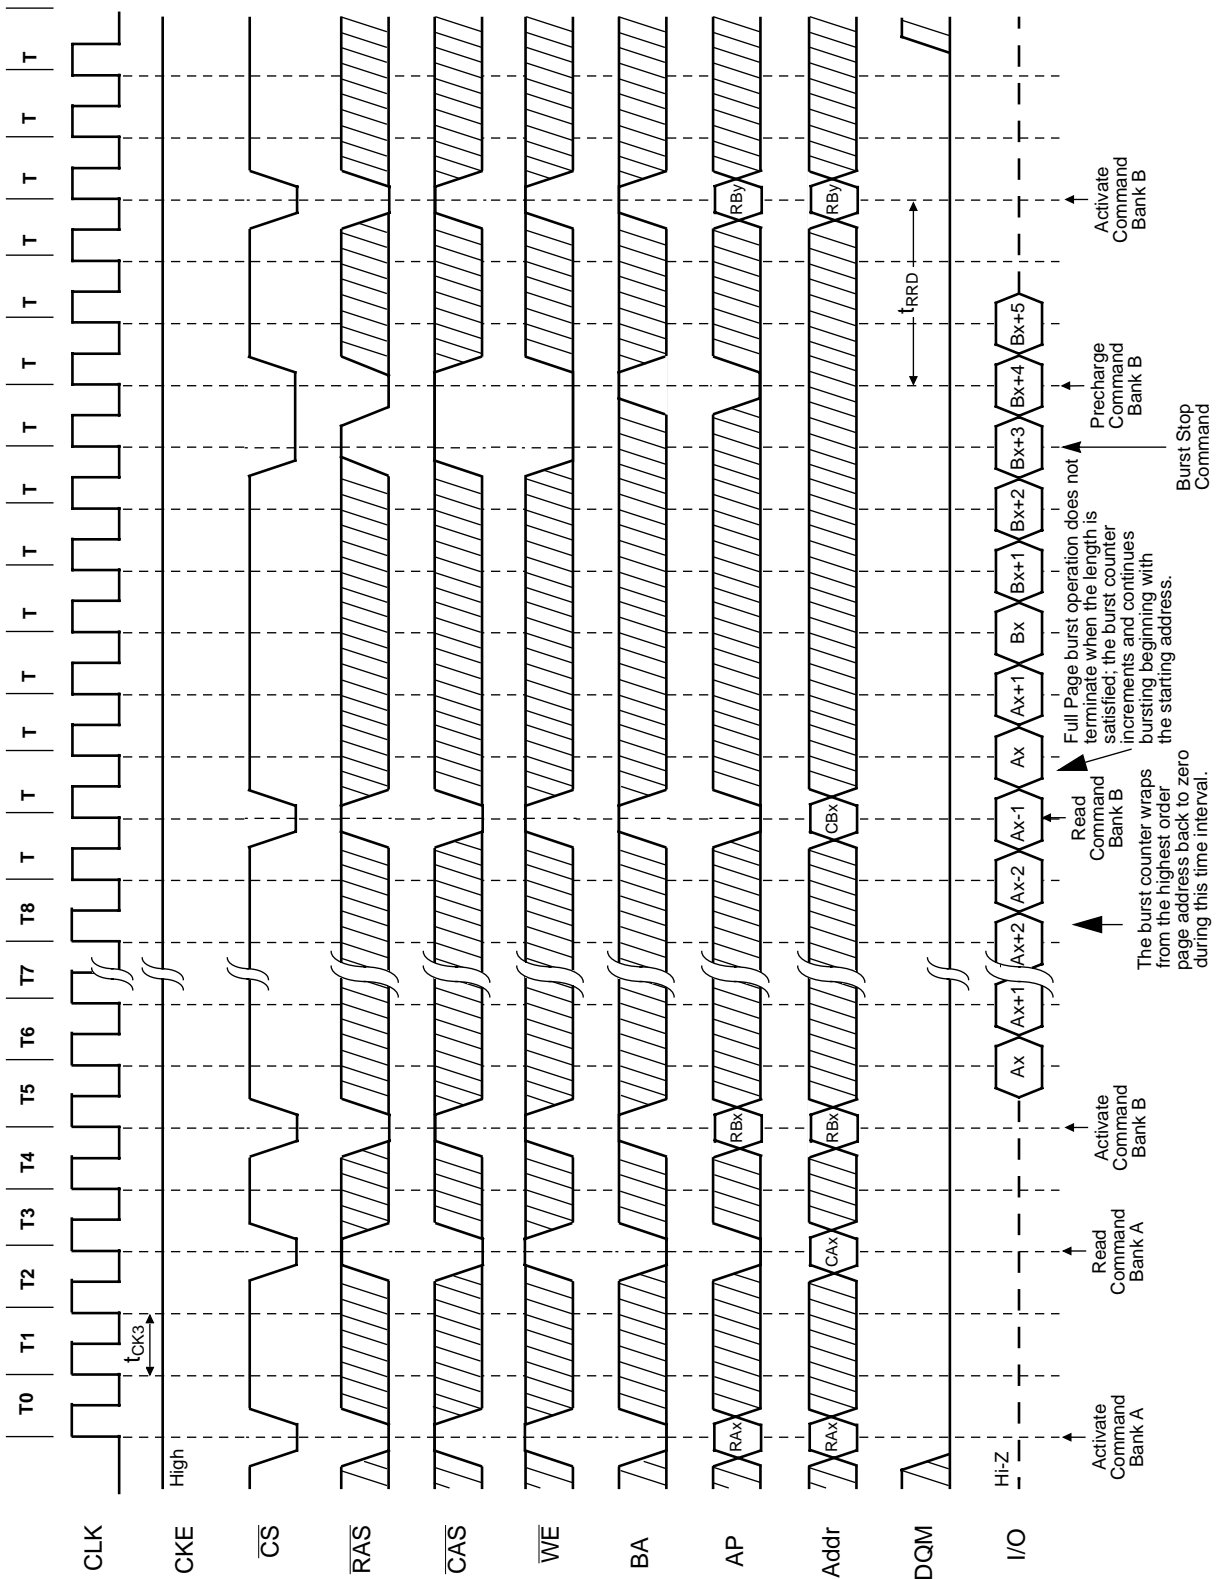 T0 T1 T2 T3 T4 T5 T6 T7 T8 T T T T T T T T T T T T T T
CLK
t_CK3
CKE
High
CS
RAS
CAS
WE
BA
AP
RAx RBx RBy
Addr
RAx CAx RBx CBx RBy
t_RRD
DQM
I/O
Hi-Z
Ax Ax+1 Ax+2 Ax-2 Ax-1 Ax Ax+1 Bx Bx+1 Bx+2 Bx+3 Bx+4 Bx+5
Activate
Command
Bank A
Read
Command
Bank A
Activate
Command
Bank B
The burst counter wraps
from the highest order
page address back to zero
during this time interval.
Read
Command
Bank B
Full Page burst operation does not
terminate when the length is
satisfied; the burst counter
increments and continues
bursting beginning with
the starting address.
Burst Stop
Command
Precharge
Command
Bank B
Activate
Command
Bank B